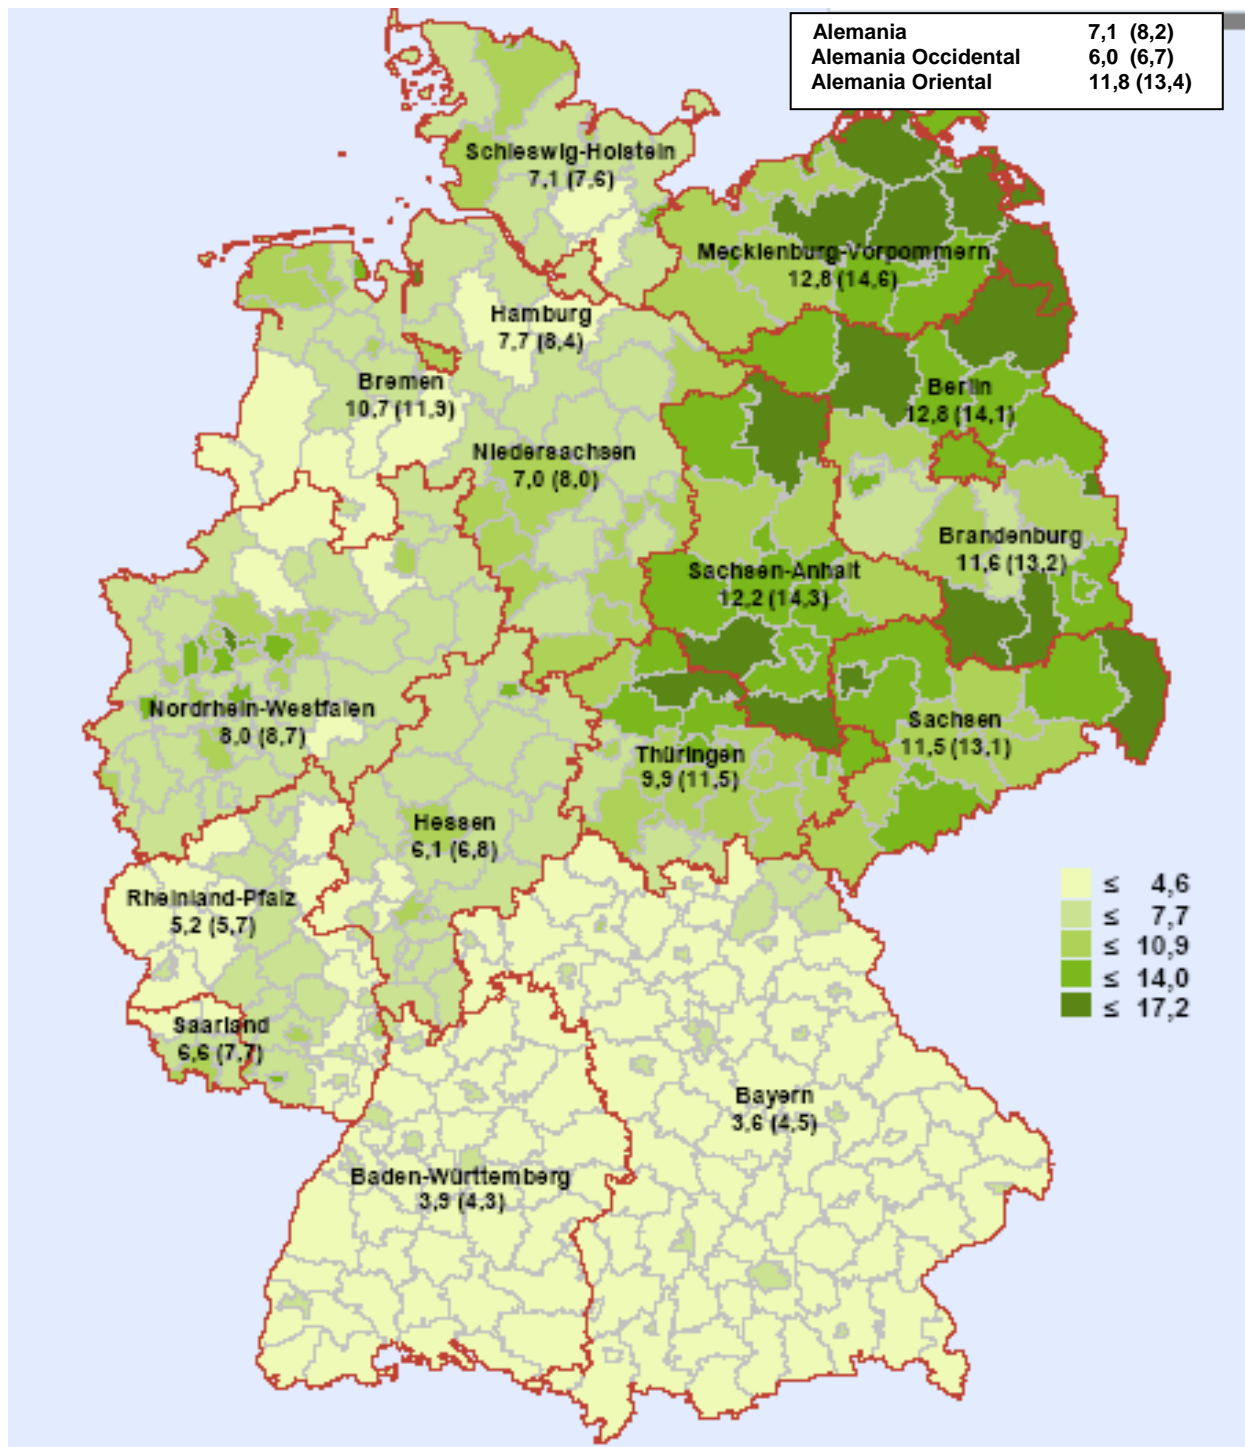 Alemania 7,1 (8,2)
Alemania Occidental 6,0 (6,7)
Alemania Oriental 11,8 (13,4)
Schleswig-Holstein
7,1 (7,6)
Mecklenburg-Vorpommern
12,8 (14,6)
Hamburg
7,7 (8,4)
Bremen
10,7 (11,9)
Berlin
12,8 (14,1)
Niedersachsen
7,0 (8,0)
Brandenburg
11,6 (13,2)
Sachsen-Anhalt
12,2 (14,3)
Nordrhein-Westfalen
8,0 (8,7)
Sachsen
11,5 (13,1)
Thüringen
9,9 (11,5)
Hessen
6,1 (6,8)
Rheinland-Pfalz
5,2 (5,7)
≤ 4,6
≤ 7,7
≤ 10,9
≤ 14,0
≤ 17,2
Saarland
6,6 (7,7)
Bayern
3,6 (4,5)
Baden-Württemberg
3,9 (4,3)